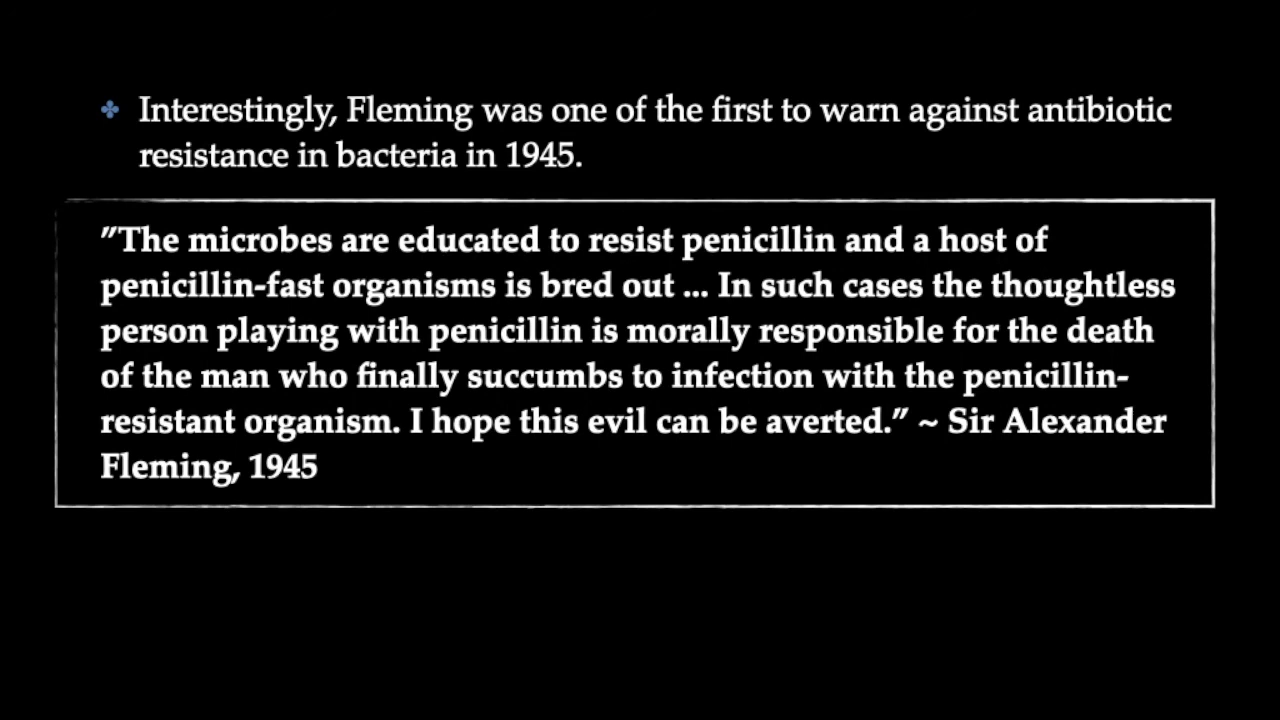 Interestingly, Fleming was one of the first to warn against antibiotic
resistance in bacteria in 1945.
”The microbes are educated to resist penicillin and a host of
penicillin-fast organisms is bred out ... In such cases the thoughtless
person playing with penicillin is morally responsible for the death
of the man who finally succumbs to infection with the penicillin-
resistant organism. I hope this evil can be averted.” ~ Sir Alexander
Fleming, 1945